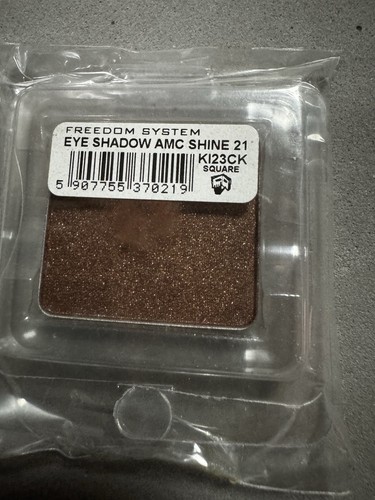 FREEDOM SYSTEM
EYE SHADOW AMC SHINE 21
KI23CK
SQUARE
5 907755 370219